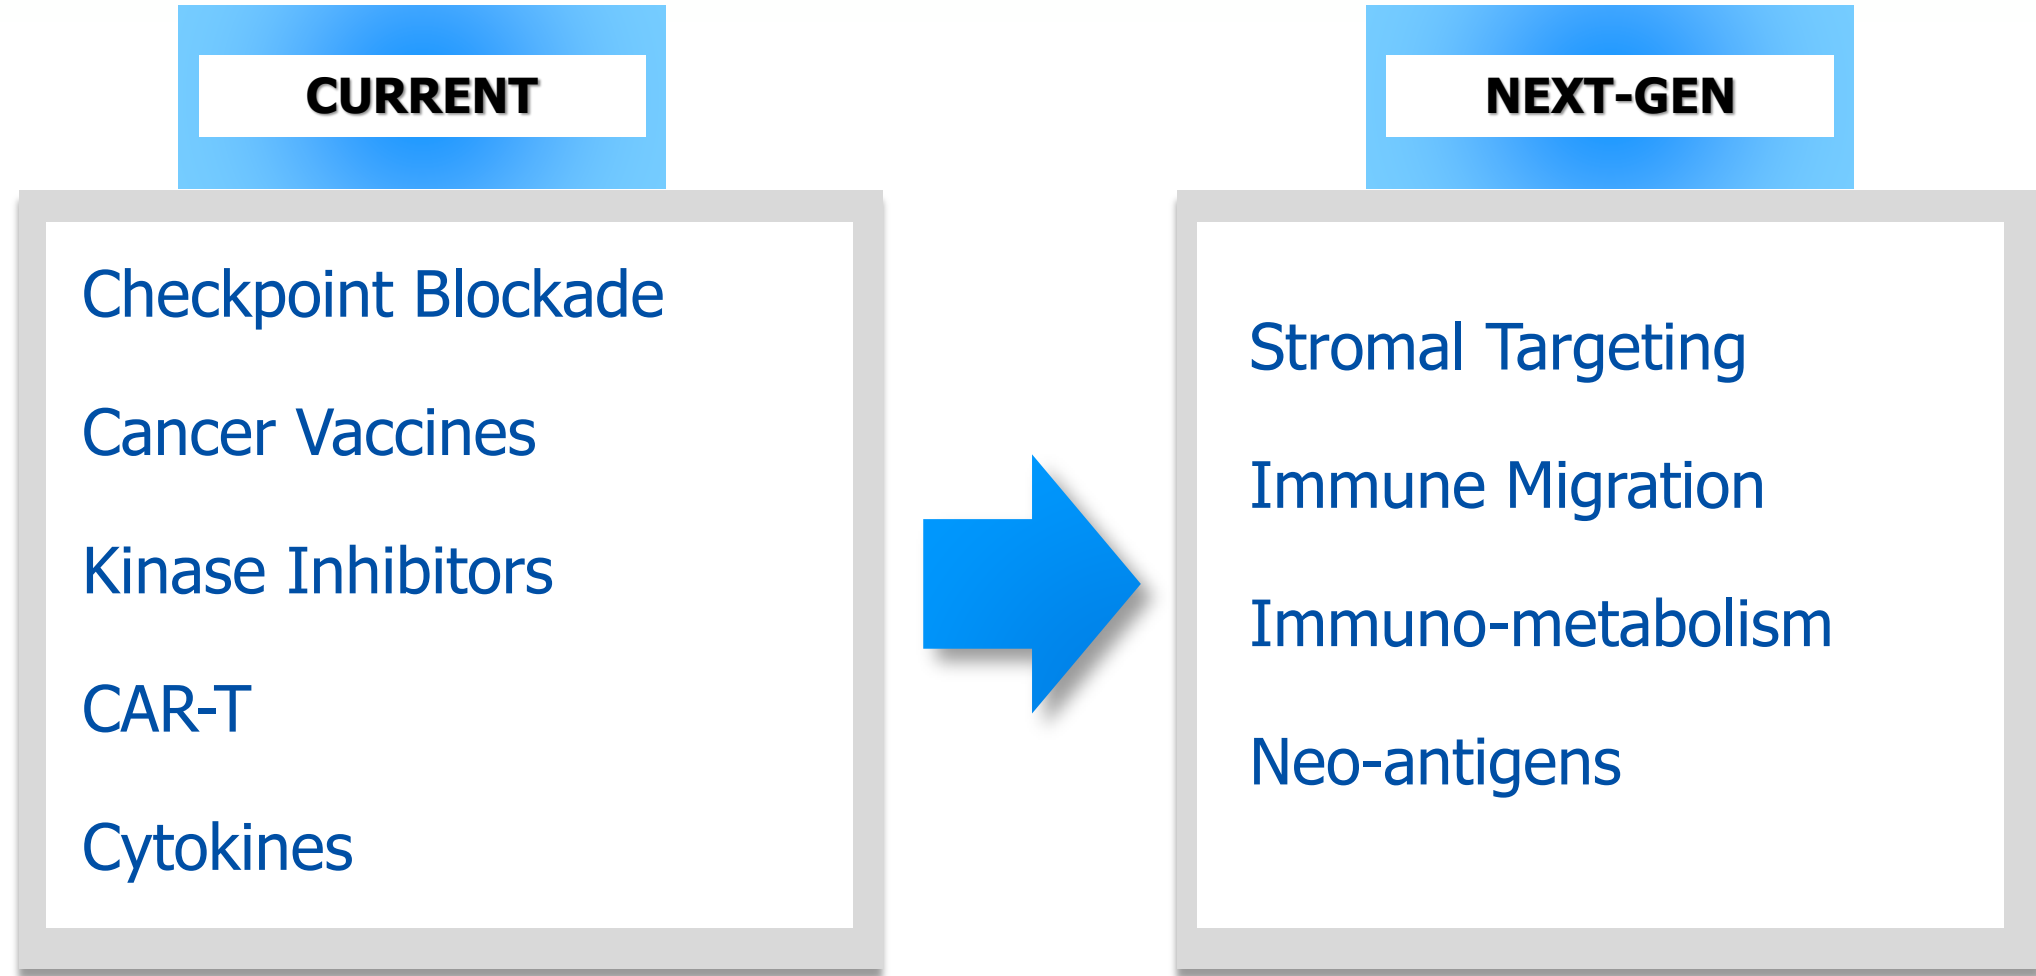 CURRENT
Checkpoint Blockade
Cancer Vaccines
Kinase Inhibitors
CAR-T
Cytokines
NEXT-GEN
Stromal Targeting
Immune Migration
Immuno-metabolism
Neo-antigens